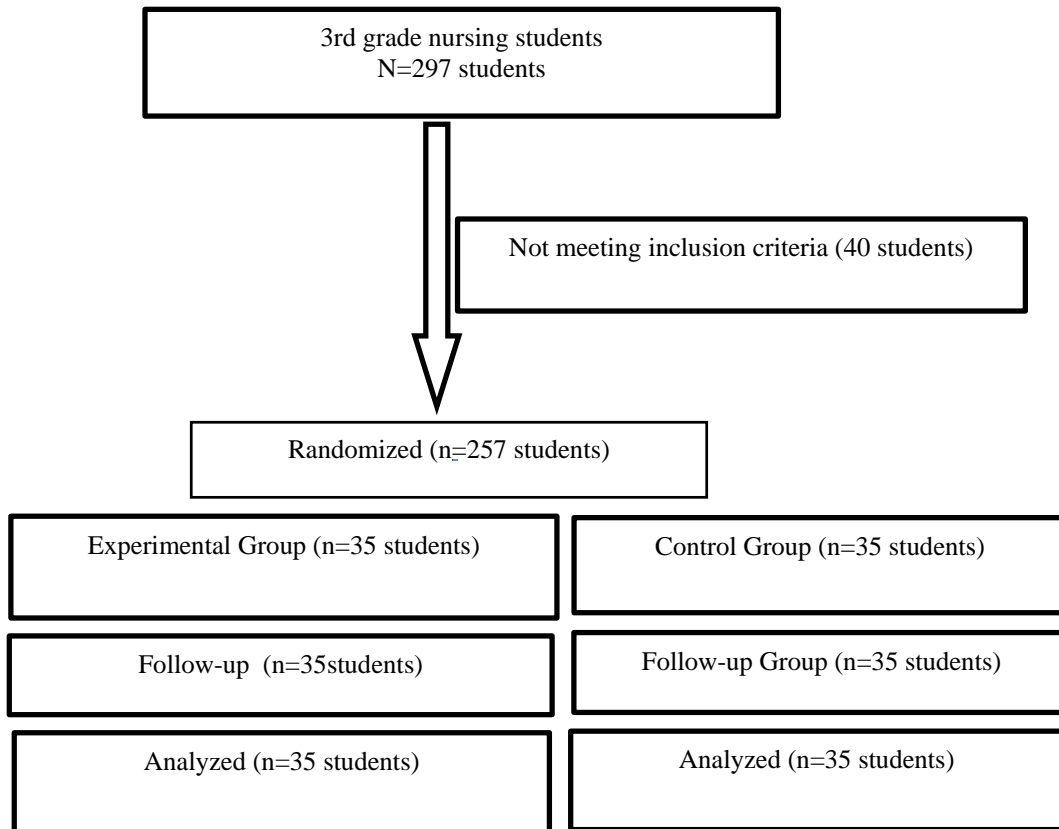 3rd grade nursing students
N=297 students
Not meeting inclusion criteria (40 students)
Randomized (n=257 students)
Experimental Group (n=35 students)
Control Group (n=35 students)
Follow-up  (n=35students)
Follow-up Group (n=35 students)
Analyzed (n=35 students)
Analyzed (n=35 students)